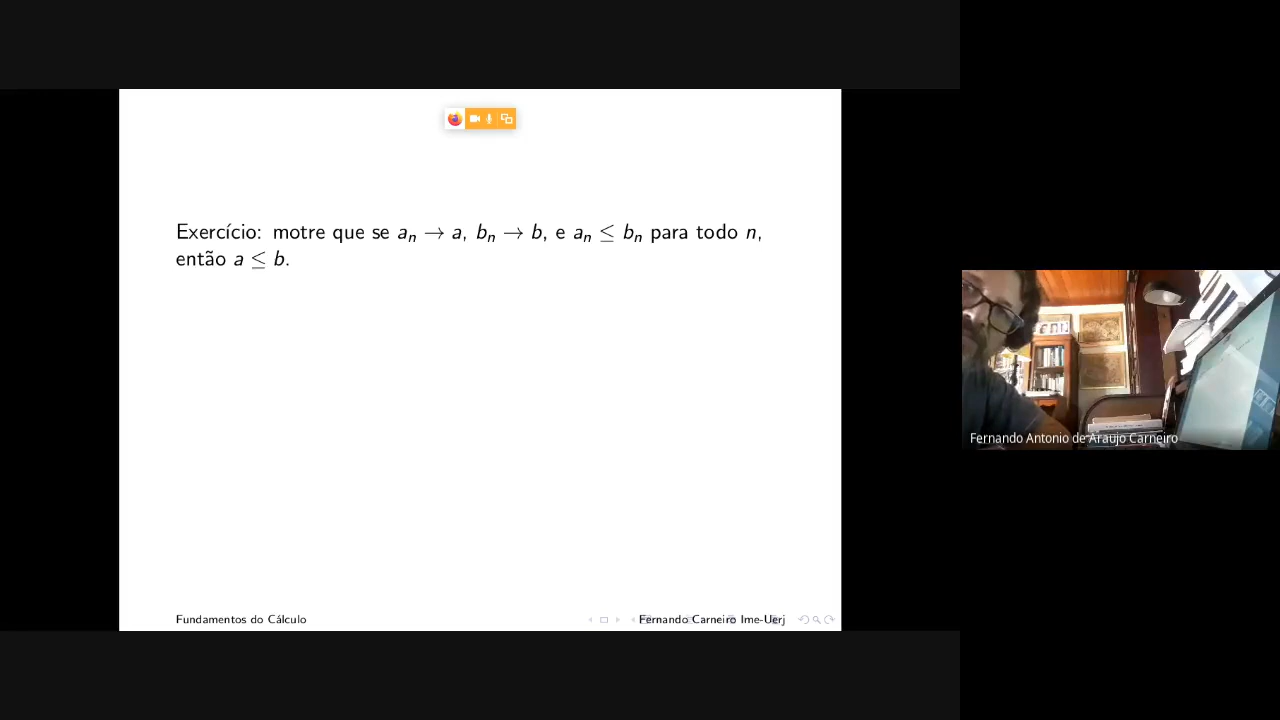 Exercício: motre que se aₙ → a, bₙ → b, e aₙ ≤ bₙ para todo n,
então a ≤ b.
Fernando Antonio de Araujo Carneiro
Fundamentos do Cálculo
Fernando Carneiro Ime-Uerj